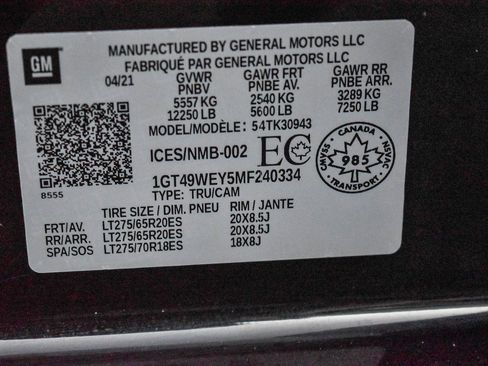 GM
MANUFACTURED BY GENERAL MOTORS LLC
FABRIQUÉ PAR GENERAL MOTORS LLC
04/21 GVWR GAWR FRT GAWR RR
PNBV PNBE AV. PNBE ARR.
5557 KG 2540 KG 3289 KG
12250 LB 5600 LB 7250 LB
MODEL/MODÈLE: 54TK30943
ICES/NMB-002 EC
CANADA
SSVNO 985 NSVAC
TRANSPORT
8555
1GT49WEY5MF240334
TYPE: TRU/CAM
TIRE SIZE / DIM. PNEU RIM / JANTE
FRT/AV. LT275/65R20ES 20X8.5J
RR/ARR. LT275/65R20ES 20X8.5J
SPA/SOS LT275/70R18ES 18X8J